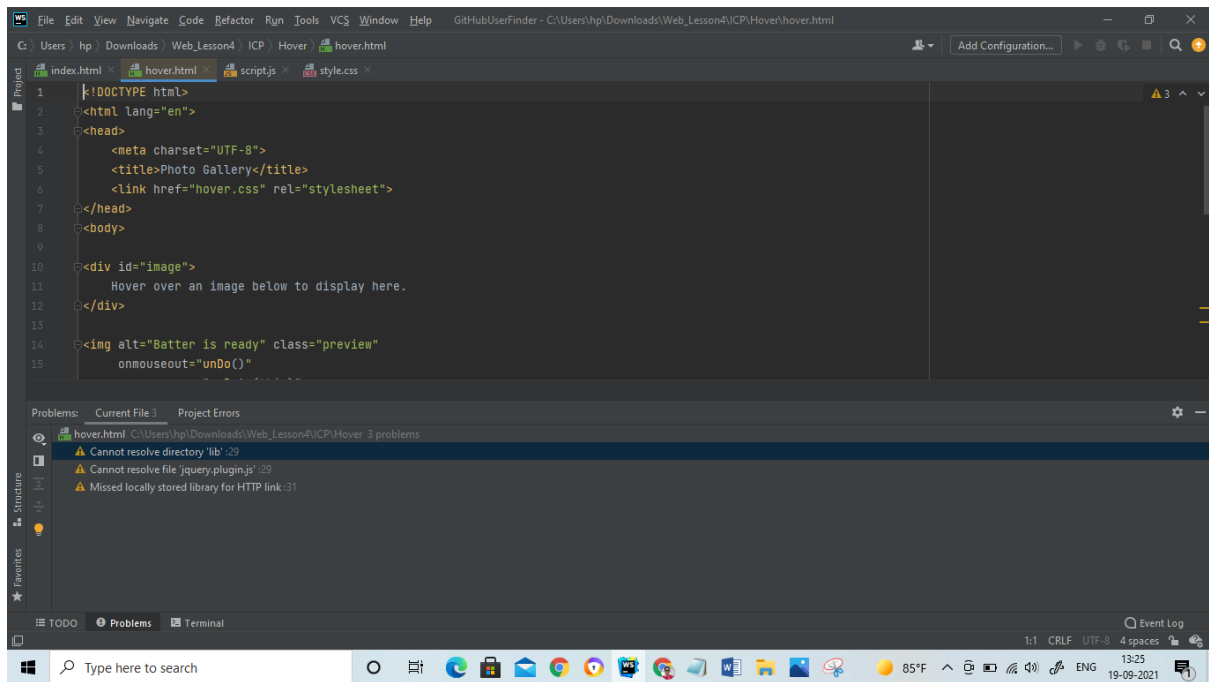 WS File Edit View Navigate Code Refactor Run Tools VCS Window Help GitHubUserFinder - C:\Users\hp\Downloads\Web_Lesson4\ICP\Hover\hover.html
C: Users hp Downloads Web_Lesson4 ICP Hover hover.html Add Configuration...
index.html hover.html script.js style.css
Project
1 <!DOCTYPE html> 3
2 <html lang="en">
3 <head>
4 <meta charset="UTF-8">
5 <title>Photo Gallery</title>
6 <link href="hover.css" rel="stylesheet">
7 </head>
8 <body>
9
10 <div id="image">
11 Hover over an image below to display here.
12 </div>
13
14 <img alt="Batter is ready" class="preview"
15 onmouseout="unDo()"
Problems: Current File 3 Project Errors
hover.html C:\Users\hp\Downloads\Web_Lesson4\ICP\Hover 3 problems
Cannot resolve directory 'lib' :29
Cannot resolve file 'jquery.plugin.js' :29
Missed locally stored library for HTTP link :31
Structure
Favorites
TODO Problems Terminal Event Log
1:1 CRLF UTF-8 4 spaces
Type here to search 85°F ENG 13:25
19-09-2021 1